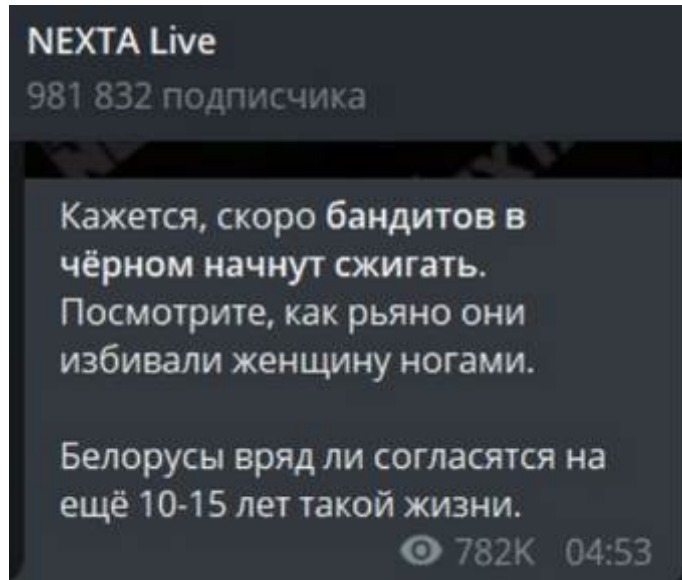 NEXTA Live
981 832 подписчика
Кажется, скоро бандитов в
чёрном начнут сжигать.
Посмотрите, как рьяно они
избивали женщину ногами.
Белорусы вряд ли согласятся на
ещё 10-15 лет такой жизни.
782K 04:53